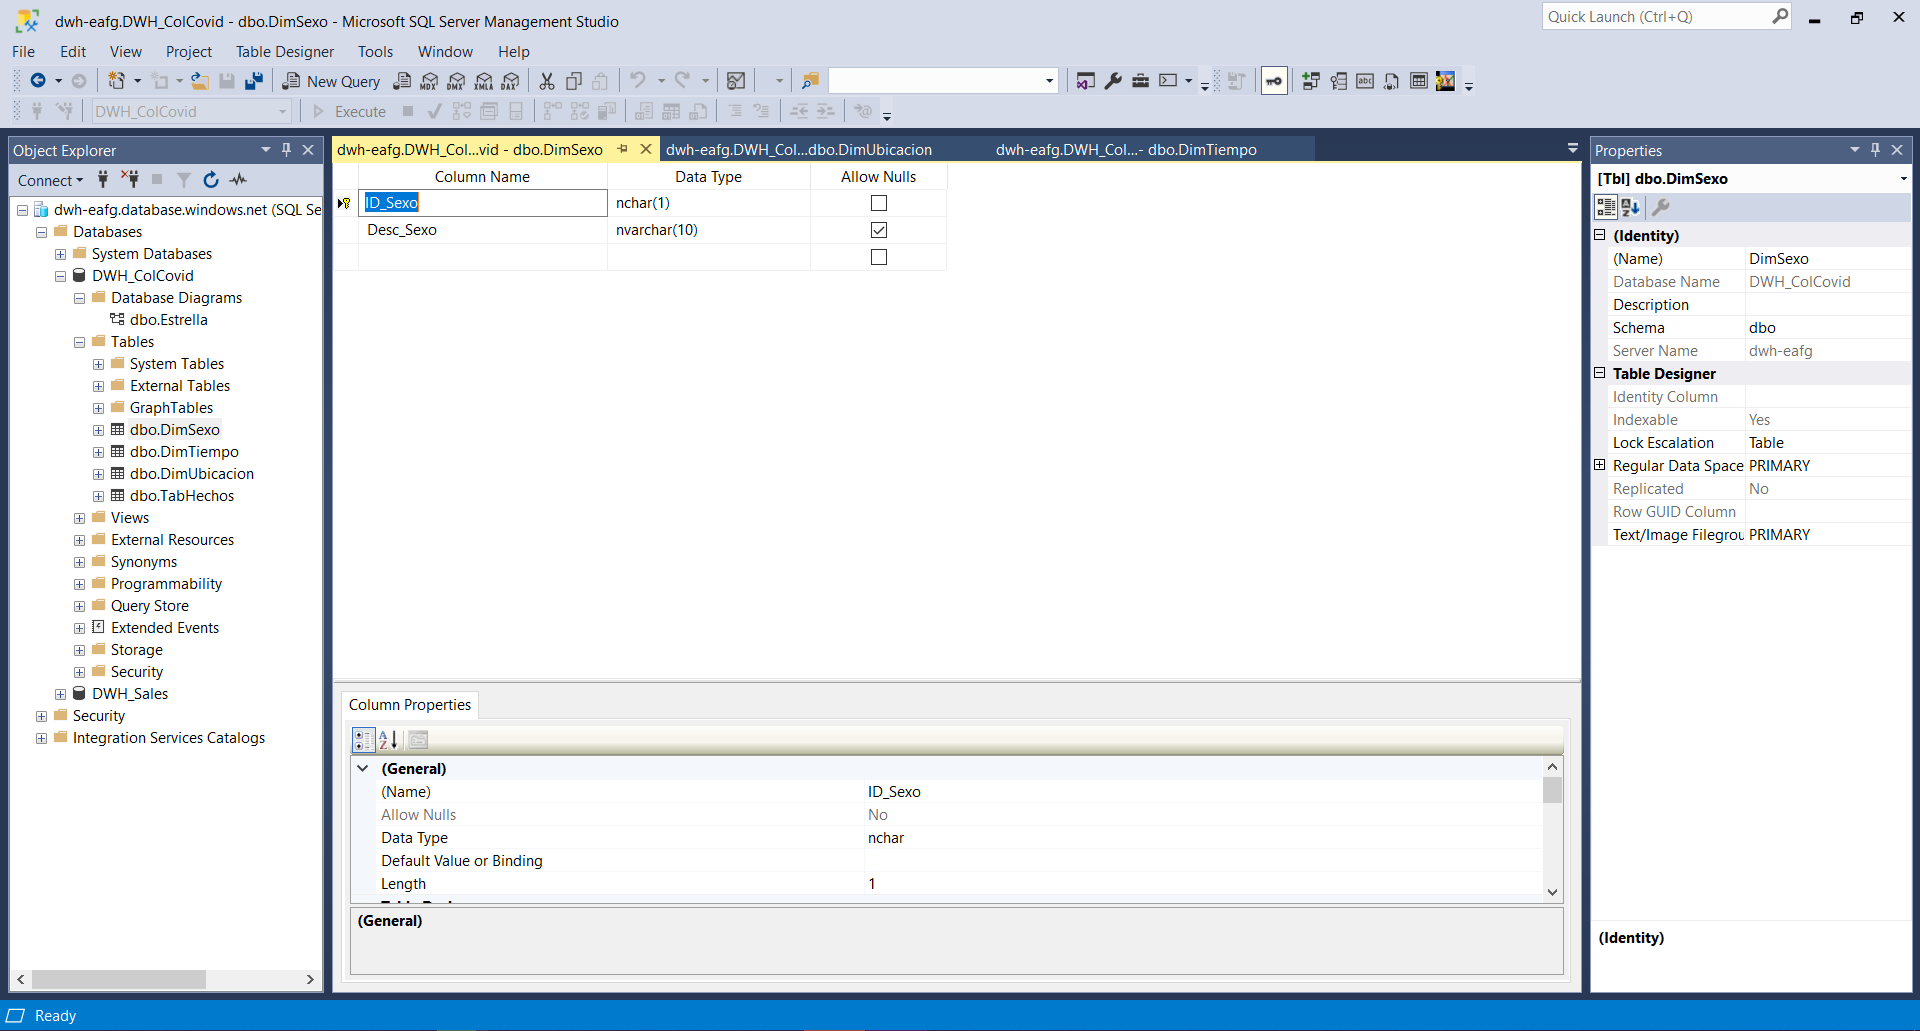 dwh-eafg.DWH_ColCovid - dbo.DimSexo - Microsoft SQL Server Management Studio
Quick Launch (Ctrl+Q)
File Edit View Project Table Designer Tools Window Help
New Query MDX DMX XMLA DAX
DWH_ColCovid Execute
Object Explorer
Connect
dwh-eafg.database.windows.net (SQL Se
Databases
System Databases
DWH_ColCovid
Database Diagrams
dbo.Estrella
Tables
System Tables
External Tables
GraphTables
dbo.DimSexo
dbo.DimTiempo
dbo.DimUbicacion
dbo.TabHechos
Views
External Resources
Synonyms
Programmability
Query Store
Extended Events
Storage
Security
DWH_Sales
Security
Integration Services Catalogs
dwh-eafg.DWH_Col...vid - dbo.DimSexo
dwh-eafg.DWH_Col...dbo.DimUbicacion
dwh-eafg.DWH_Col...- dbo.DimTiempo
Column Name Data Type Allow Nulls
ID_Sexo nchar(1)
Desc_Sexo nvarchar(10)
Column Properties
(General)
(Name) ID_Sexo
Allow Nulls No
Data Type nchar
Default Value or Binding
Length 1
(General)
Properties
[Tbl] dbo.DimSexo
(Identity)
(Name) DimSexo
Database Name DWH_ColCovid
Description
Schema dbo
Server Name dwh-eafg
Table Designer
Identity Column
Indexable Yes
Lock Escalation Table
Regular Data Space PRIMARY
Replicated No
Row GUID Column
Text/Image Filegrou PRIMARY
(Identity)
Ready